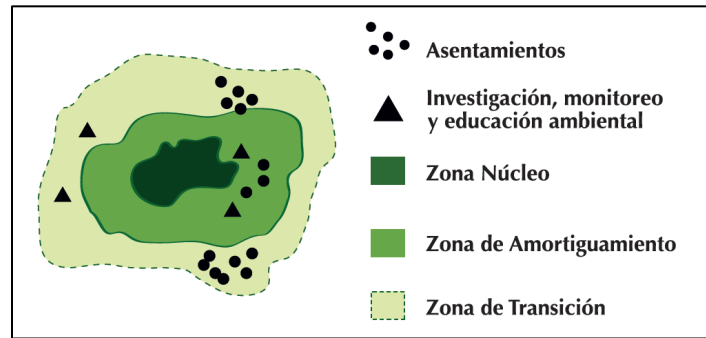 Asentamientos
Investigación, monitoreo
y educación ambiental
Zona Núcleo
Zona de Amortiguamiento
Zona de Transición